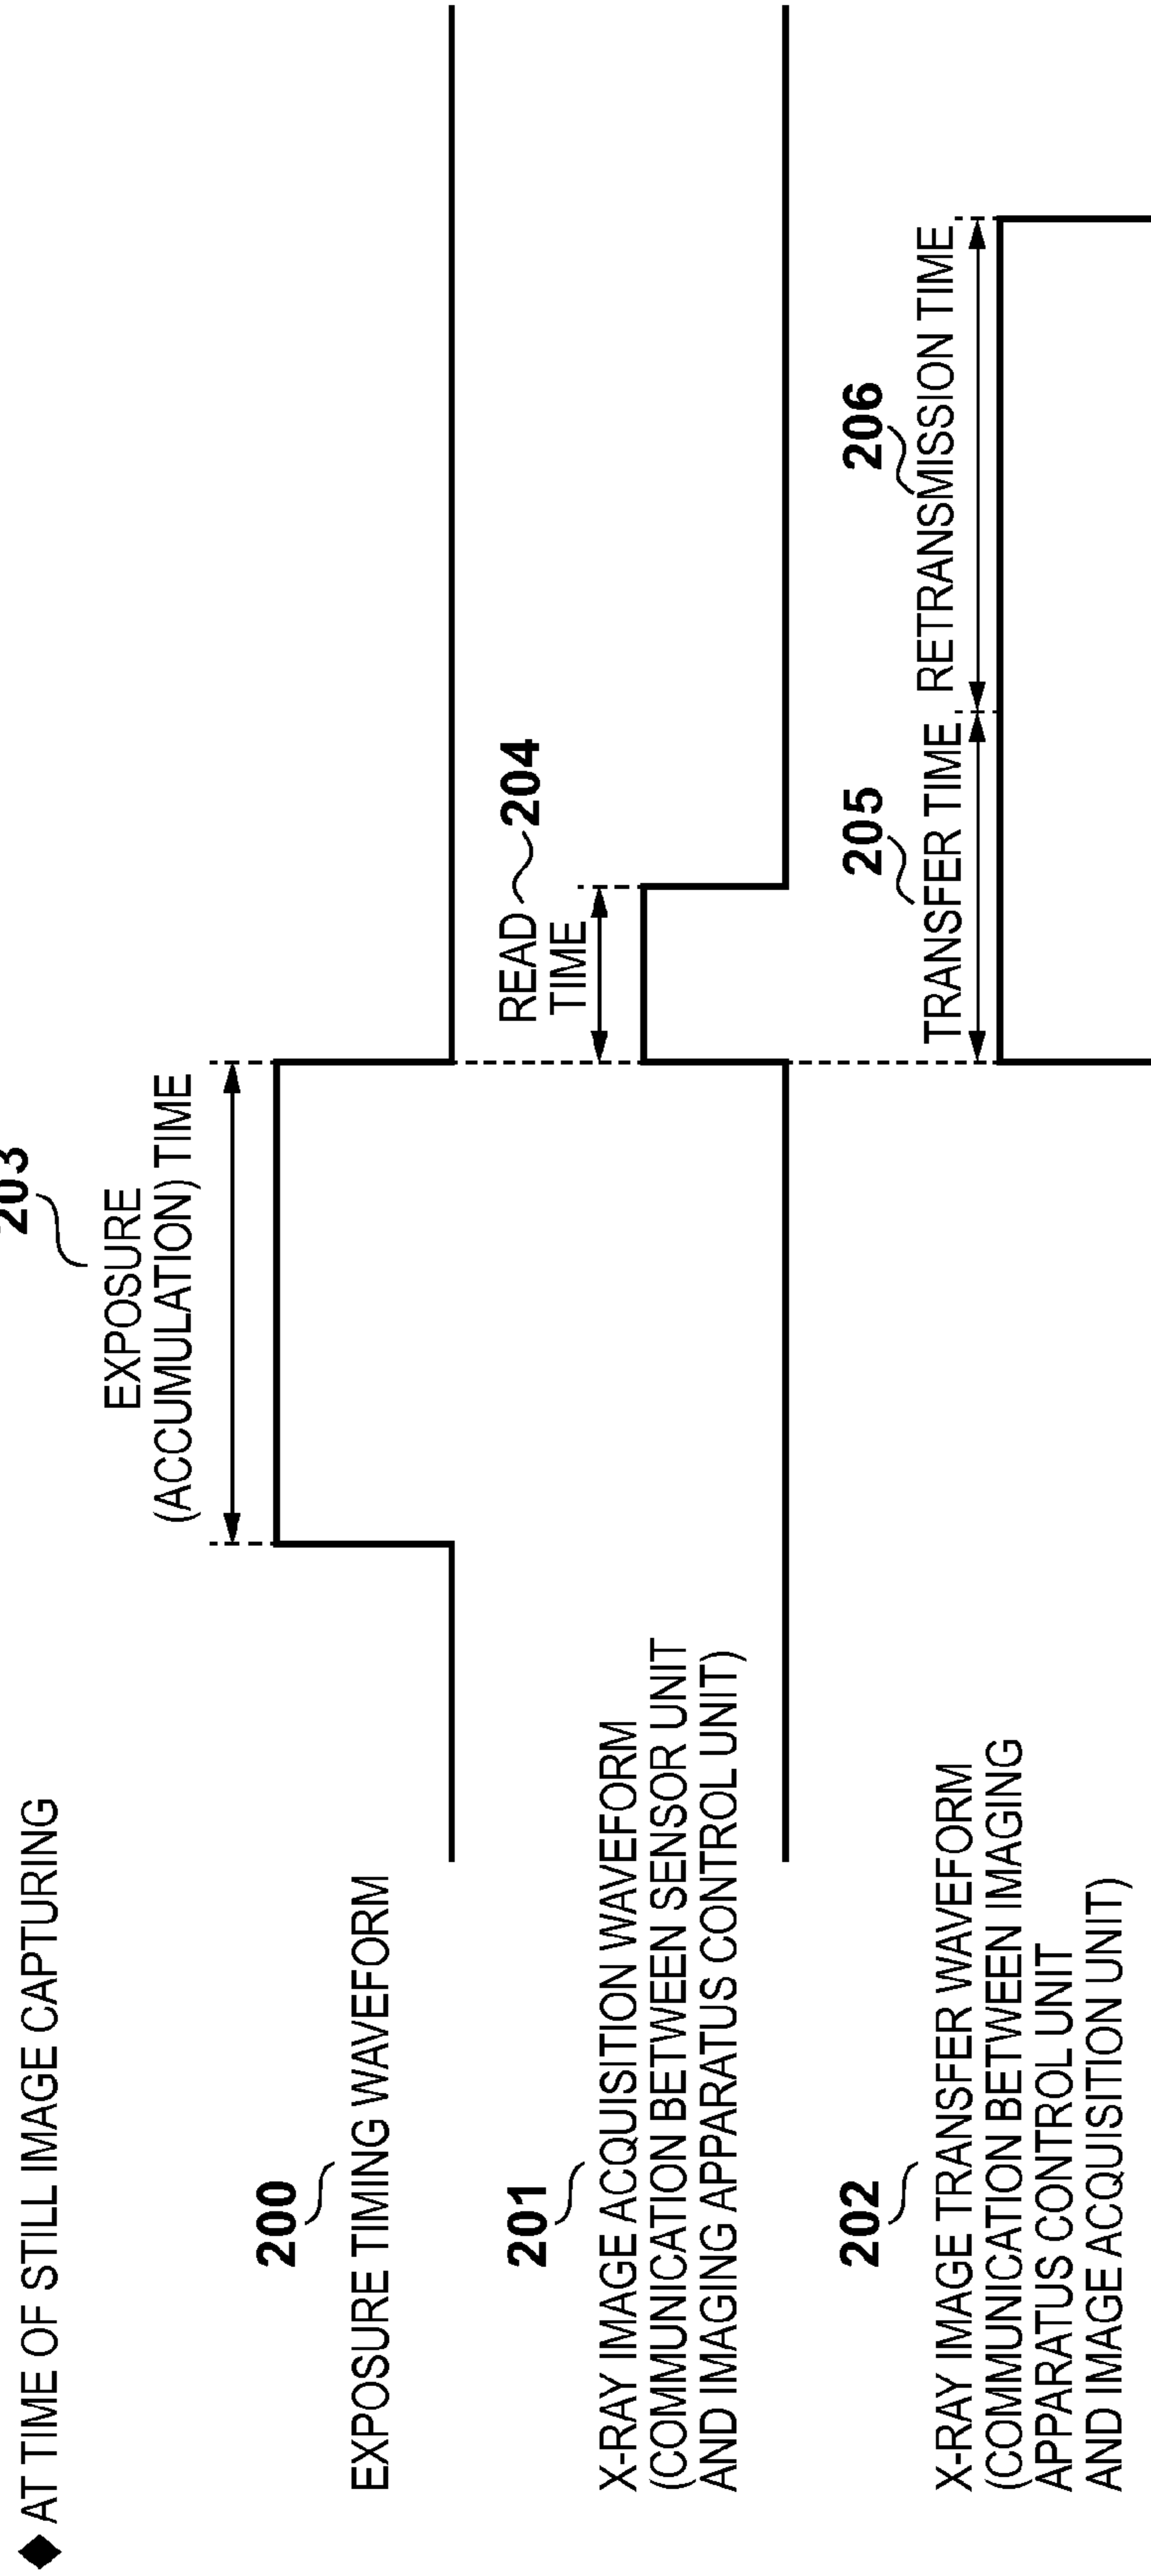 ◆ AT TIME OF STILL IMAGE CAPTURING
203
EXPOSURE
(ACCUMULATION) TIME
200
EXPOSURE TIMING WAVEFORM
READ
TIME
204
201
X-RAY IMAGE ACQUISITION WAVEFORM
(COMMUNICATION BETWEEN SENSOR UNIT
AND IMAGING APPARATUS CONTROL UNIT)
205
TRANSFER TIME
206
RETRANSMISSION TIME
202
X-RAY IMAGE TRANSFER WAVEFORM
(COMMUNICATION BETWEEN IMAGING
APPARATUS CONTROL UNIT
AND IMAGE ACQUISITION UNIT)